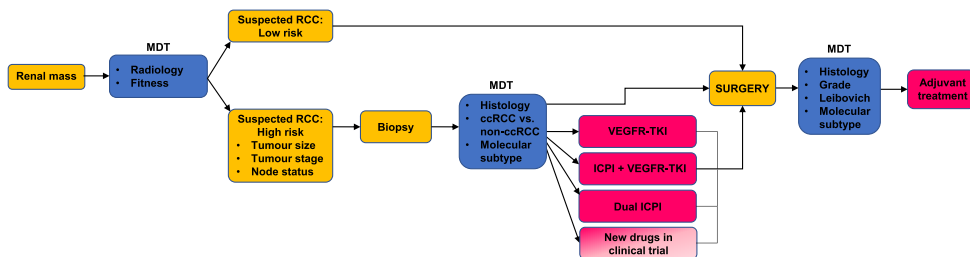 Renal mass
MDT
• Radiology
• Fitness
Suspected RCC:
Low risk
Suspected RCC:
High risk
• Tumour size
• Tumour stage
• Node status
Biopsy
MDT
• Histology
• ccRCC vs.
non-ccRCC
• Molecular
subtype
VEGFR-TKI
ICPI + VEGFR-TKI
Dual ICPI
New drugs in
clinical trial
SURGERY
MDT
• Histology
• Grade
• Leibovich
• Molecular
subtype
Adjuvant
treatment